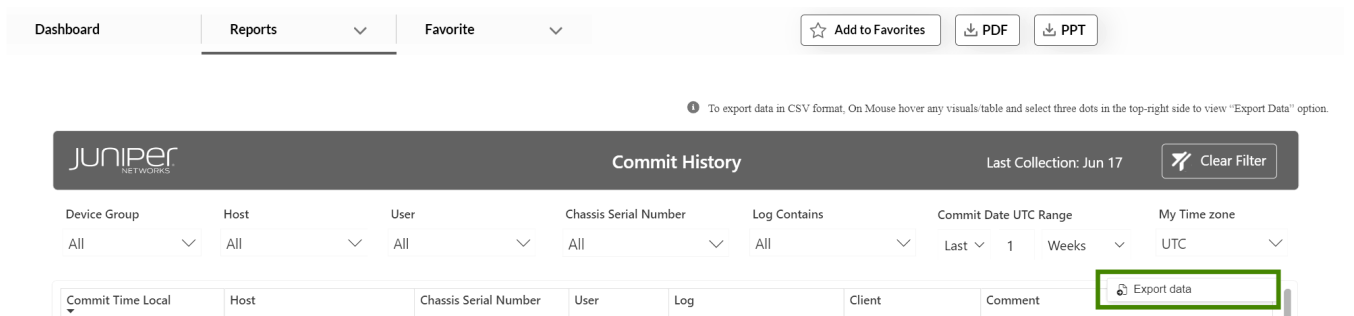 Dashboard Reports Favorite Add to Favorites PDF PPT
To export data in CSV format, On Mouse hover any visuals/table and select three dots in the top-right side to view “Export Data” option.
JUNIPEr NETWORKS Commit History Last Collection: Jun 17 Clear Filter
Device Group Host User Chassis Serial Number Log Contains Commit Date UTC Range My Time zone
All All All All All Last 1 Weeks UTC
Commit Time Local Host Chassis Serial Number User Log Client Comment Export data